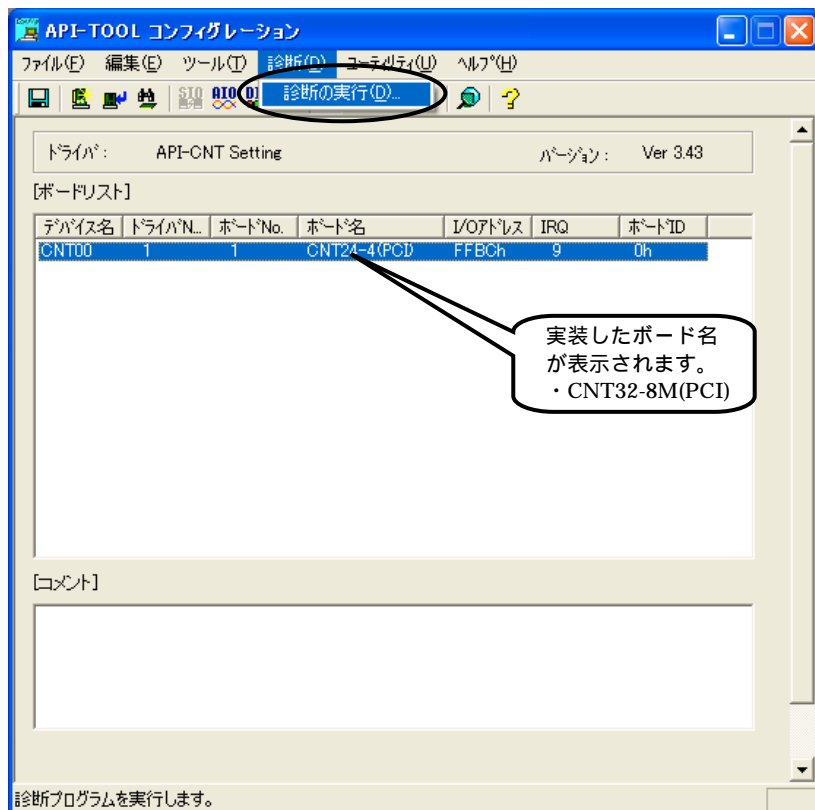 API-TOOL コンフィグレーション
ファイル(F) 編集(E) ツール(T) 診断(D) ユーティリティ(U) ヘルプ(H)
診断の実行(D)...
SIO AIO
ドライバ: API-CNT Setting バージョン: Ver 3.43
[ボードリスト]
デバイス名 ドライバN... ボードNo. ボード名 I/Oアドレス IRQ ボードID
CNT00 1 1 CNT24-4(PCI) FFBCh 9 0h
実装したボード名
が表示されます。
・CNT32-8M(PCI)
[コメント]
診断プログラムを実行します。